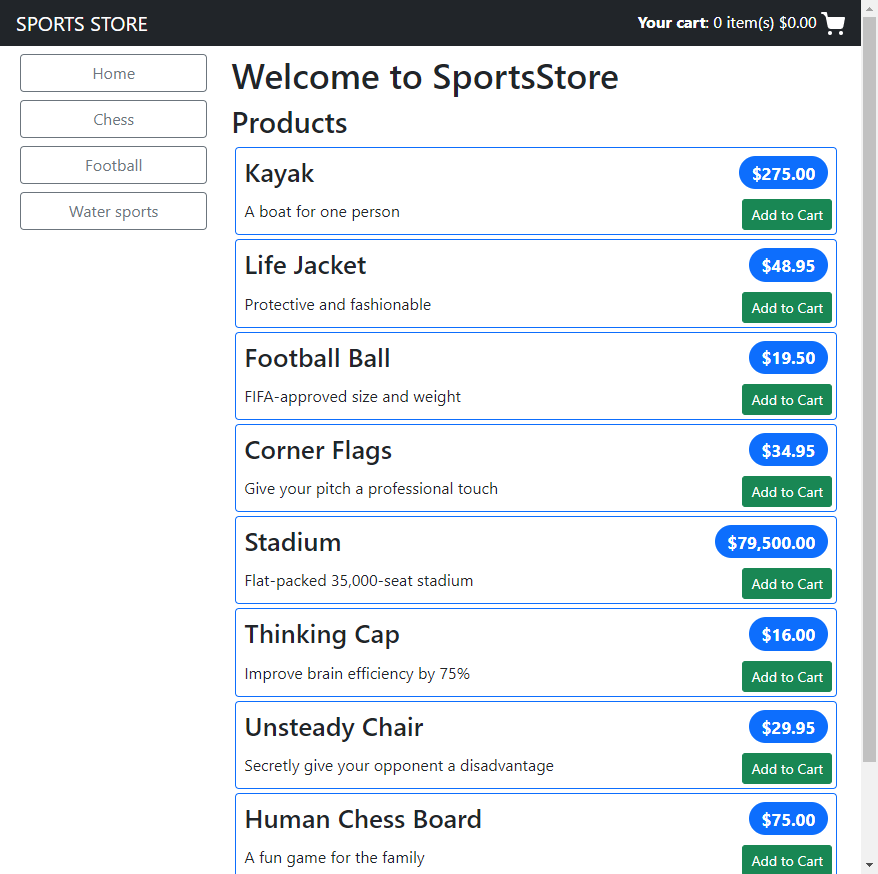 SPORTS STORE
Your cart: 0 item(s) $0.00
Home
Chess
Football
Water sports
Welcome to SportsStore
Products
Kayak
$275.00
A boat for one person
Add to Cart
Life Jacket
$48.95
Protective and fashionable
Add to Cart
Football Ball
$19.50
FIFA-approved size and weight
Add to Cart
Corner Flags
$34.95
Give your pitch a professional touch
Add to Cart
Stadium
$79,500.00
Flat-packed 35,000-seat stadium
Add to Cart
Thinking Cap
$16.00
Improve brain efficiency by 75%
Add to Cart
Unsteady Chair
$29.95
Secretly give your opponent a disadvantage
Add to Cart
Human Chess Board
$75.00
A fun game for the family
Add to Cart